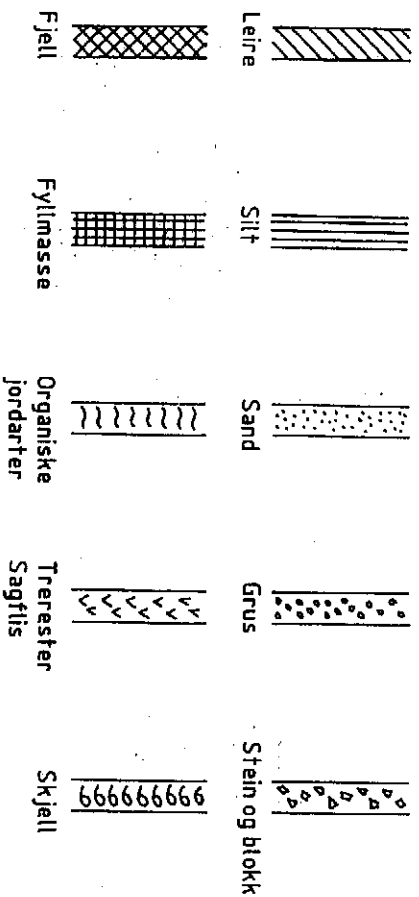 Leire
Silt
Sand
Grus
Stein og blokk
Fjell
Fyllmasse
Organiske
jordarter
Trerester
Sagflis
Skjell